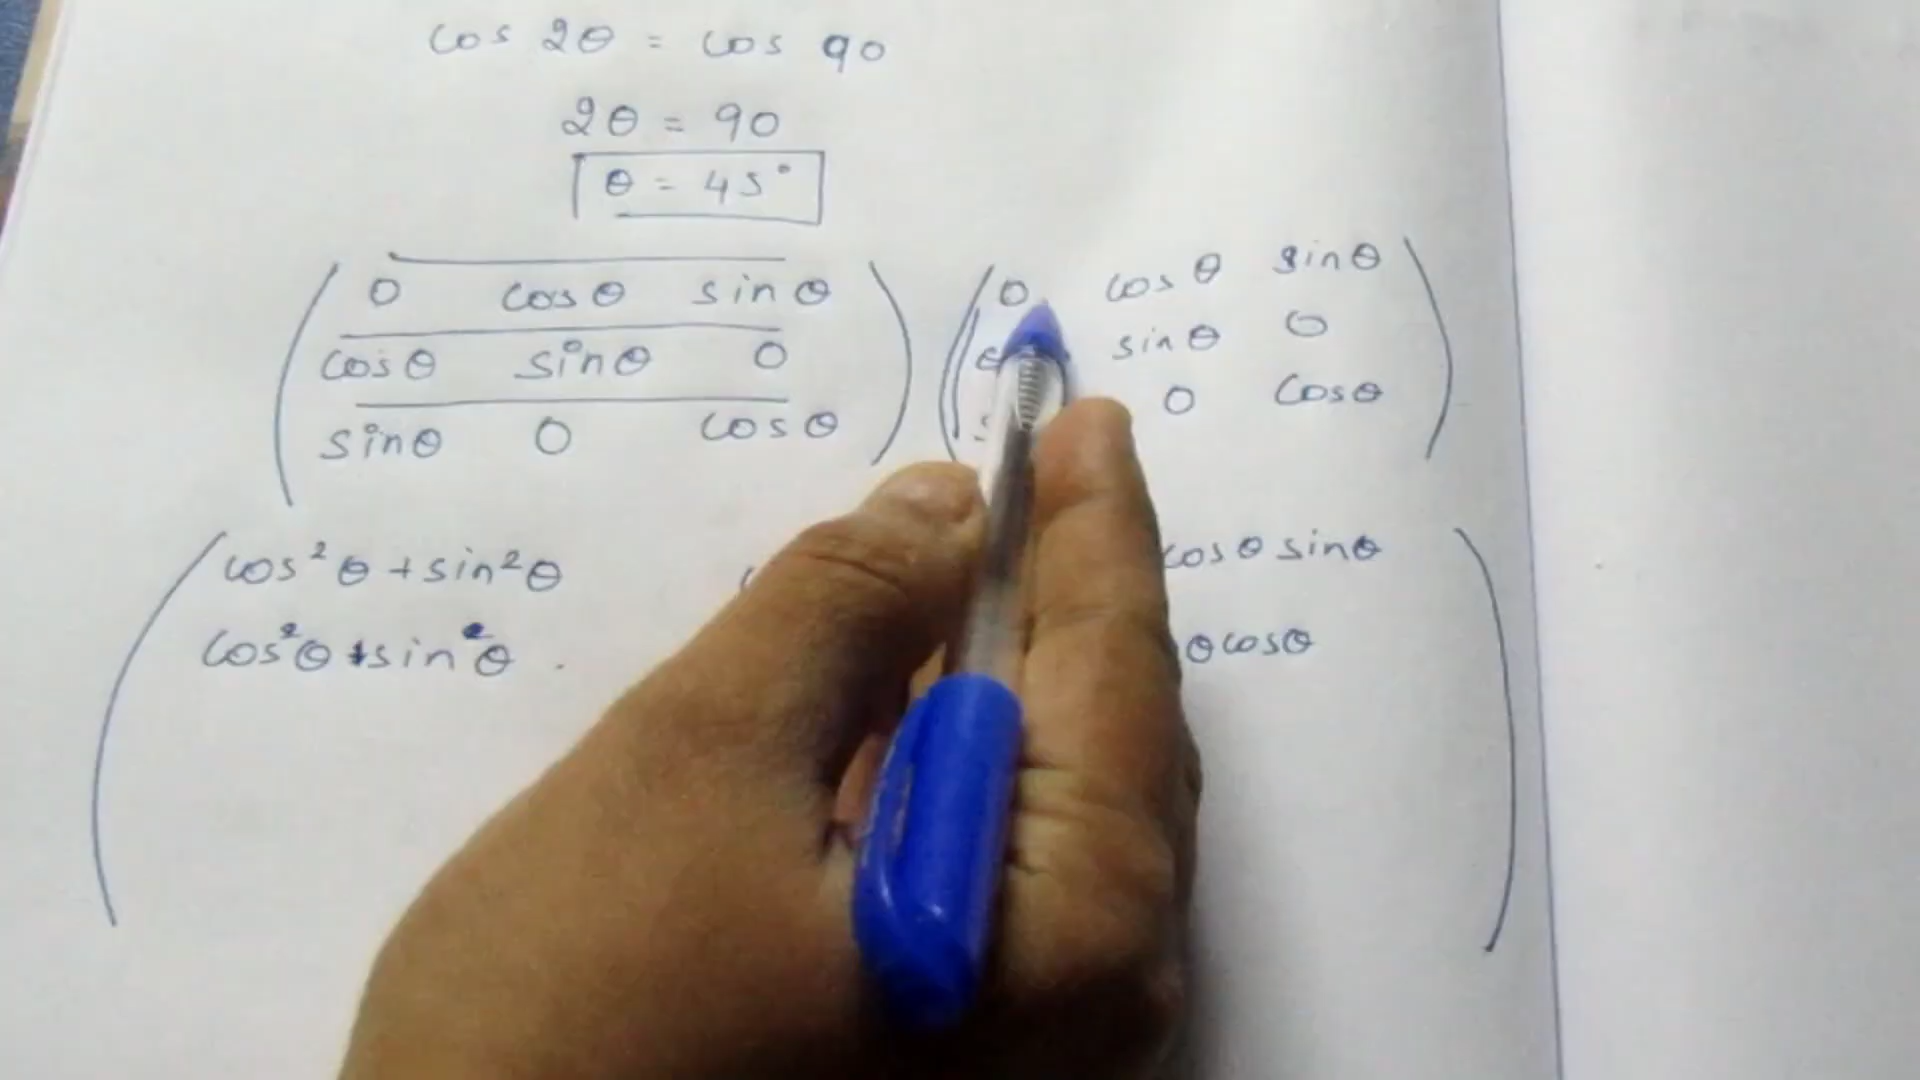 cos 2θ = cos 90
2θ = 90
θ = 45°
0 cosθ sinθ 0 cosθ sinθ
cosθ sinθ 0 sinθ 0
sinθ 0 cosθ 0 cosθ
cos²θ + sin²θ cosθ sinθ
cos²θ + sin²θ . θ cosθ